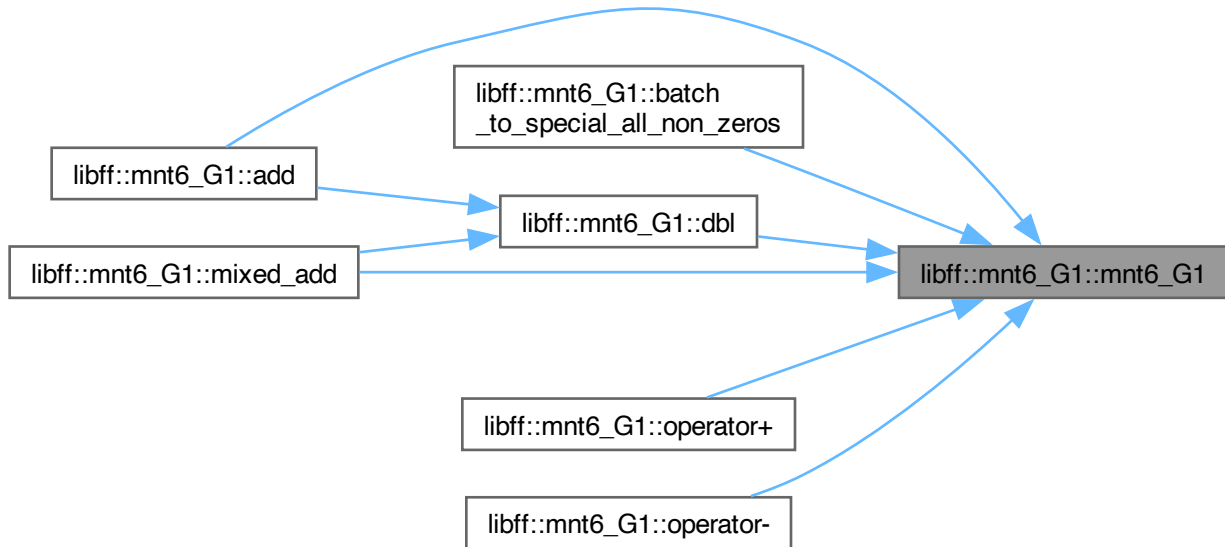 libff::mnt6_G1::batch
_to_special_all_non_zeros
libff::mnt6_G1::add
libff::mnt6_G1::dbl
libff::mnt6_G1::mixed_add
libff::mnt6_G1::mnt6_G1
libff::mnt6_G1::operator+
libff::mnt6_G1::operator-